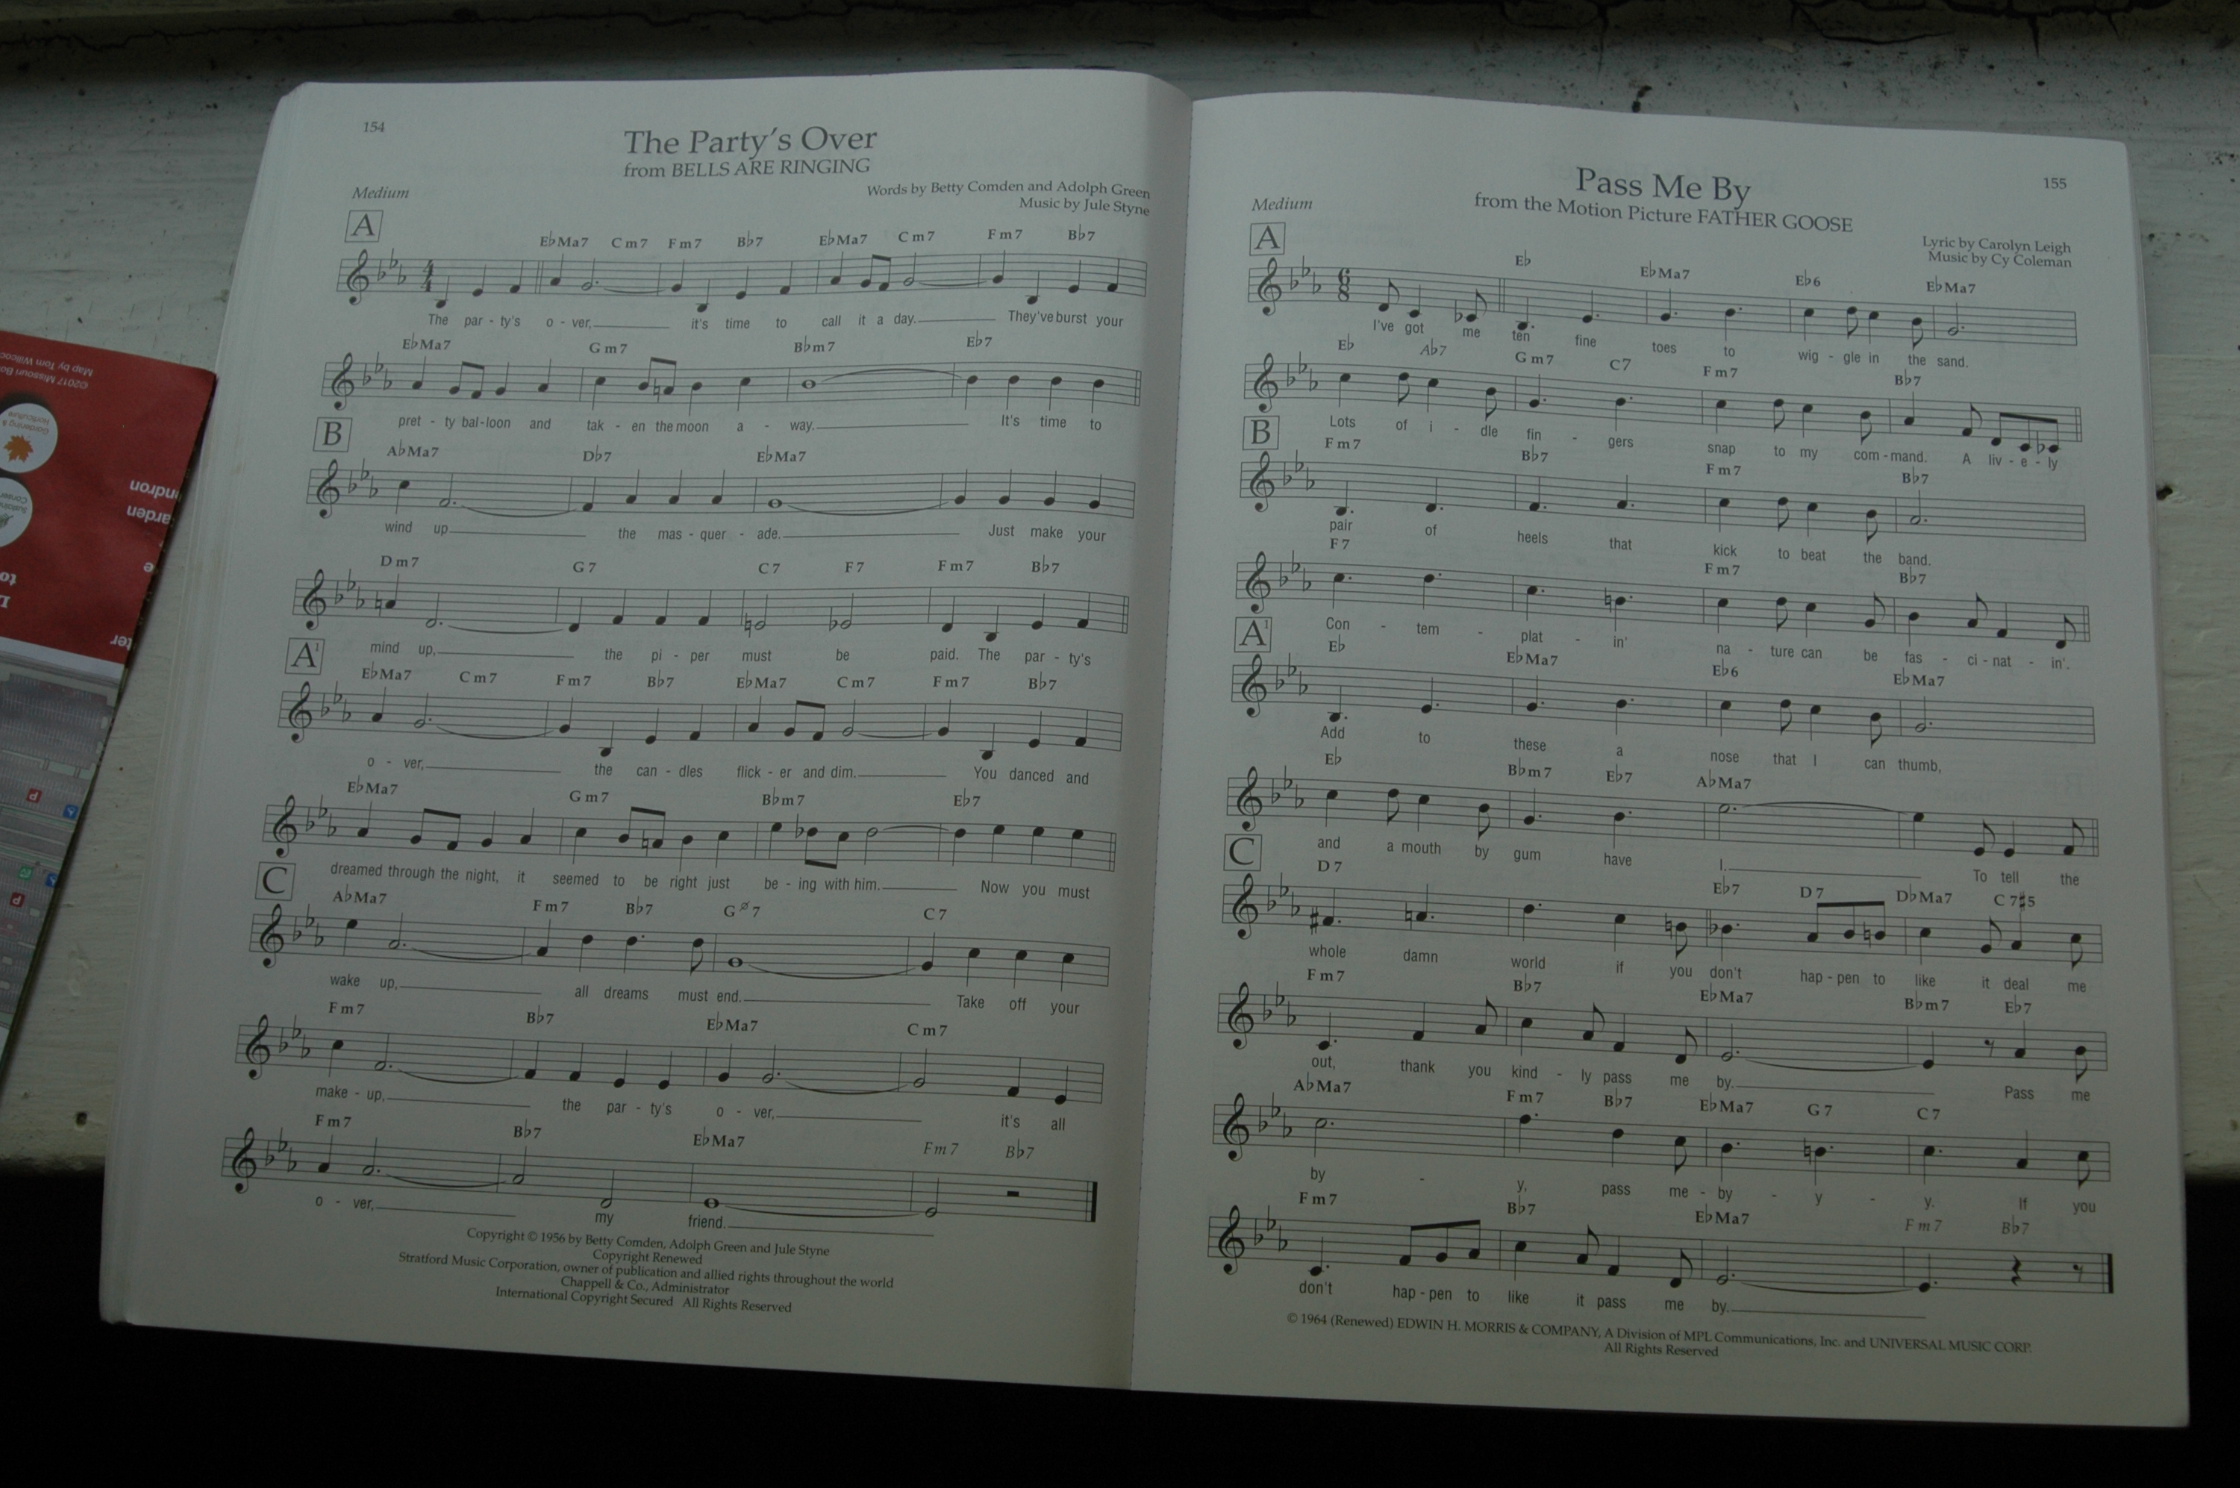 154
The Party's Over
from BELLS ARE RINGING
Words by Betty Comden and Adolph Green
Music by Jule Styne
Medium
A
E♭Ma7 Cm7 Fm7 B♭7 E♭Ma7 Cm7 Fm7 B♭7
The par - ty's o - ver, it's time to call it a day. They've burst your
E♭Ma7 Gm7 B♭m7 E♭7
pret - ty bal - loon and tak - en the moon a - way. It's time to
B
A♭Ma7 D♭7 E♭Ma7
wind up the mas - quer - ade. Just make your
Dm7 G7 C7 F7 Fm7 B♭7
mind up, the pi - per must be paid. The par - ty's
A¹
E♭Ma7 Cm7 Fm7 B♭7 E♭Ma7 Cm7 Fm7 B♭7
o - ver, the can - dles flick - er and dim. You danced and
E♭Ma7 Gm7 B♭m7 E♭7
dreamed through the night, it seemed to be right just be - ing with him. Now you must
C
A♭Ma7 Fm7 B♭7 Gø7 C7
wake up, all dreams must end. Take off your
Fm7 B♭7 E♭Ma7 Cm7
make - up, the par - ty's o - ver, it's all
Fm7 B♭7 E♭Ma7 Fm7 B♭7
o - ver, my friend.
Copyright © 1956 by Betty Comden, Adolph Green and Jule Styne
Copyright Renewed
Stratford Music Corporation, owner of publication and allied rights throughout the world
Chappell & Co., Administrator
International Copyright Secured All Rights Reserved
155
Pass Me By
from the Motion Picture FATHER GOOSE
Lyric by Carolyn Leigh
Music by Cy Coleman
Medium
A
E♭ E♭Ma7 E♭6 E♭Ma7
I've got me ten fine toes to wig - gle in the sand.
E♭ A♭7 Gm7 C7 Fm7 B♭7
Lots of i - dle fin - gers snap to my com - mand. A liv - e - ly
B
Fm7 B♭7 Fm7 B♭7
pair of heels that kick to beat the band.
F7 Fm7 B♭7
Con - tem - plat - in' na - ture can be fas - ci - nat - in'.
A¹
E♭ E♭Ma7 E♭6 E♭Ma7
Add to these a nose that I can thumb,
E♭ B♭m7 E♭7 A♭Ma7
and a mouth by gum have I. To tell the
C
D7 E♭7 D7 D♭Ma7 C7♯5
whole damn world if you don't hap - pen to like it deal me
Fm7 B♭7 E♭Ma7 B♭m7 E♭7
out, thank you kind - ly pass me by. Pass me
A♭Ma7 Fm7 B♭7 E♭Ma7 G7 C7
by - y, pass me - by - y - y. If you
Fm7 B♭7 E♭Ma7 Fm7 B♭7
don't hap - pen to like it pass me by.
© 1964 (Renewed) EDWIN H. MORRIS & COMPANY, A Division of MPL Communications, Inc. and UNIVERSAL MUSIC CORP.
All Rights Reserved
©2017 Missouri
Map by Tom
Gardening &
Horticulture
arden
to
P
P